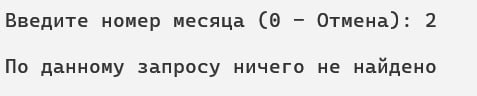 Введите номер месяца (0 – Отмена): 2
По данному запросу ничего не найдено